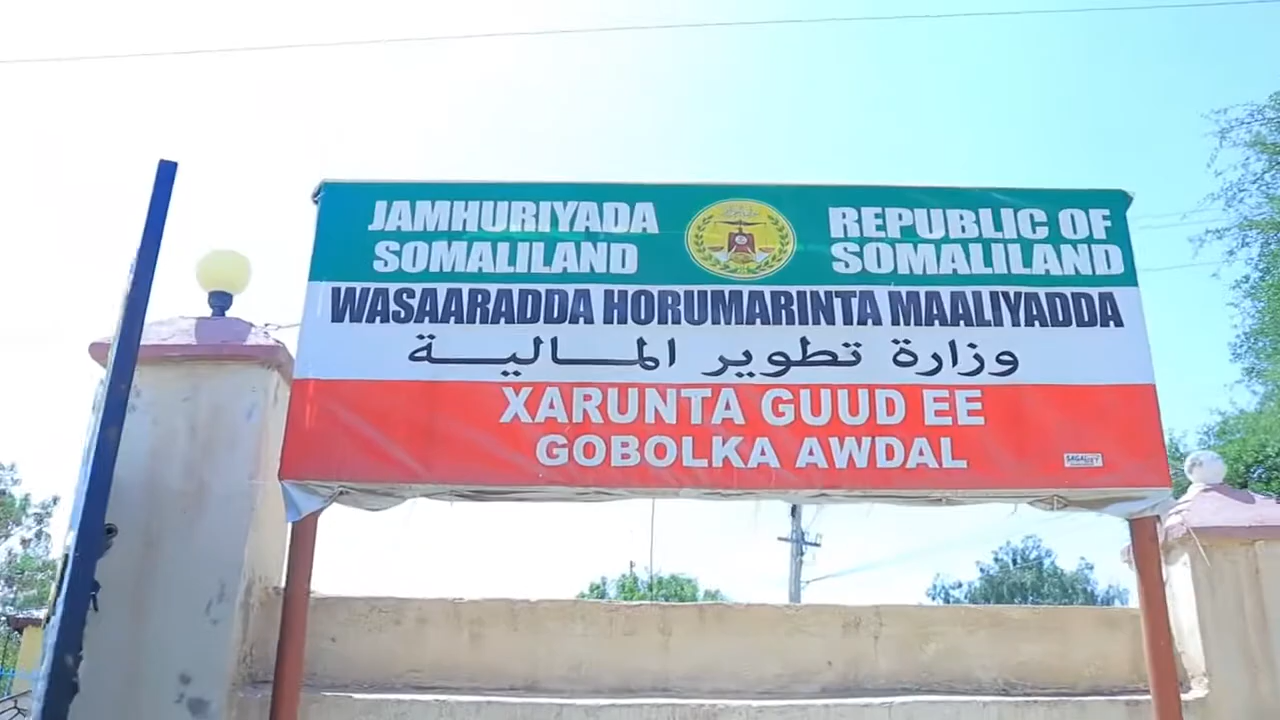 JAMHURIYADA
SOMALILAND
REPUBLIC OF
SOMALILAND
WASAARADDA HORUMARINTA MAALIYADDA
وزارة تطوير المالية
XARUNTA GUUD EE
GOBOLKA AWDAL